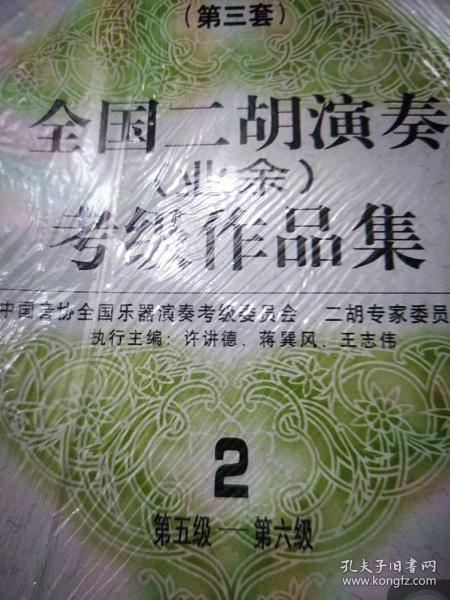 (第三套)
全国二胡演奏
(业余)
考级作品集
中国音协全国乐器演奏考级委员会 二胡专家委员
执行主编:许讲德、蒋巽风、王志伟
2
第五级—第六级
孔夫子旧书网
www.kongfz.com